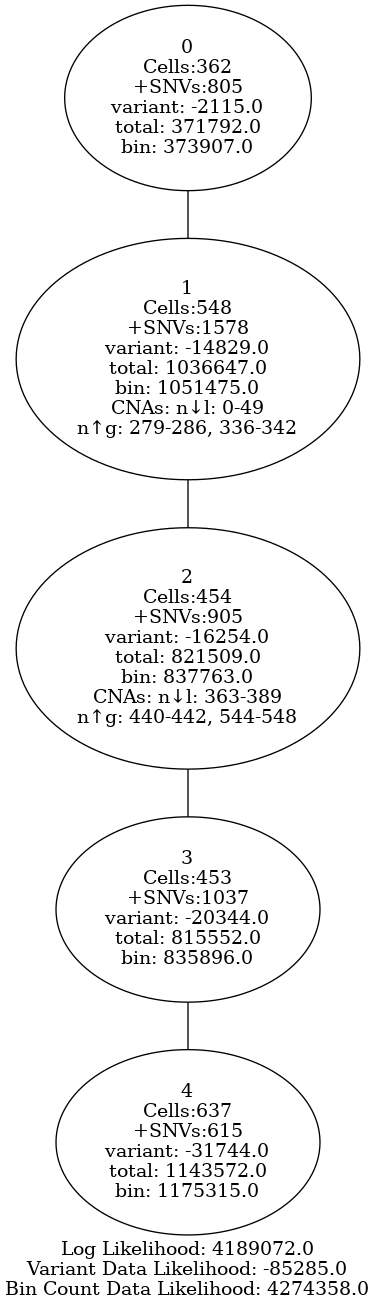 0
Cells:362
+SNVs:805
variant: -2115.0
total: 371792.0
bin: 373907.0
1
Cells:548
+SNVs:1578
variant: -14829.0
total: 1036647.0
bin: 1051475.0
CNAs: n↓l: 0-49
n↑g: 279-286, 336-342
2
Cells:454
+SNVs:905
variant: -16254.0
total: 821509.0
bin: 837763.0
CNAs: n↓l: 363-389
n↑g: 440-442, 544-548
3
Cells:453
+SNVs:1037
variant: -20344.0
total: 815552.0
bin: 835896.0
4
Cells:637
+SNVs:615
variant: -31744.0
total: 1143572.0
bin: 1175315.0
Log Likelihood: 4189072.0
Variant Data Likelihood: -85285.0
Bin Count Data Likelihood: 4274358.0